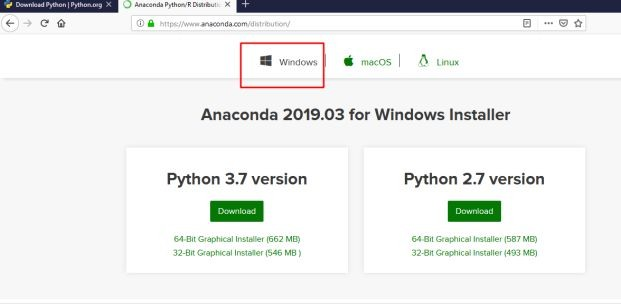 Download Python | Python.org
Anaconda Python/R Distributio
https://www.anaconda.com/distribution/
Windows
macOS
Linux
Anaconda 2019.03 for Windows Installer
Python 3.7 version
Download
64-Bit Graphical Installer (662 MB)
32-Bit Graphical Installer (546 MB )
Python 2.7 version
Download
64-Bit Graphical Installer (587 MB)
32-Bit Graphical Installer (493 MB)